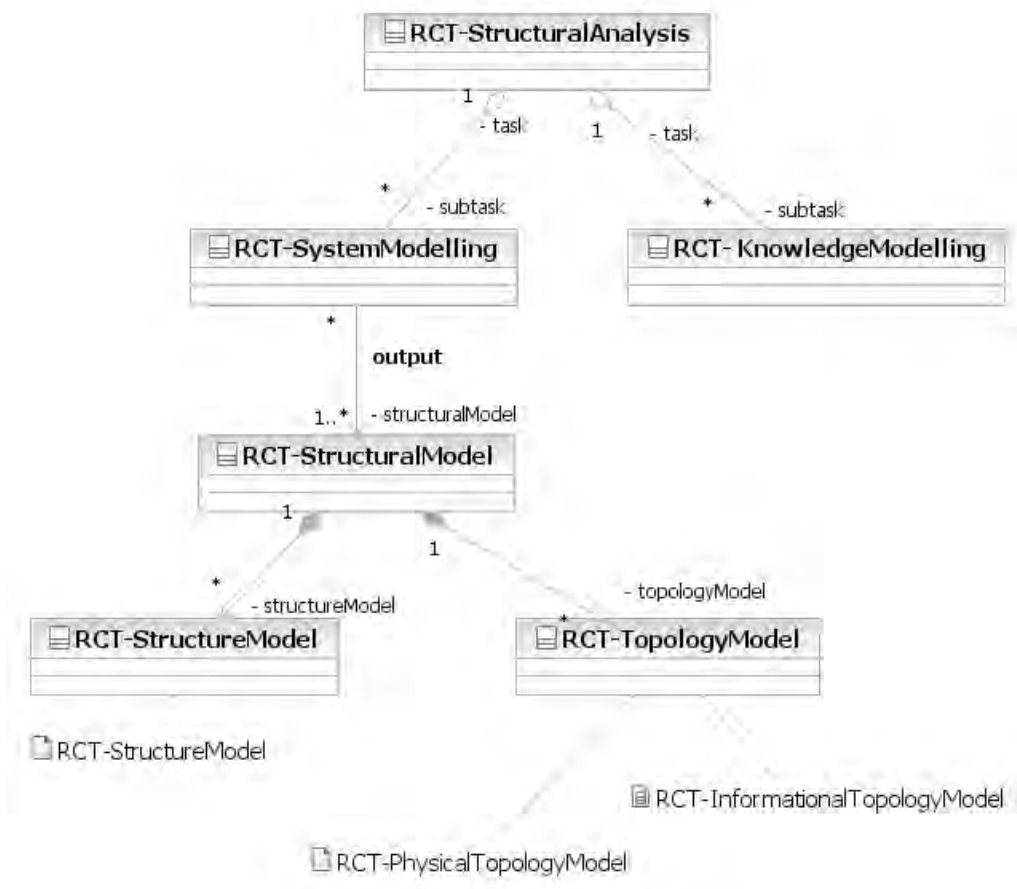 RCT-StructuralAnalysis
1
- task
1
- task
*
- subtask
*
- subtask
RCT-SystemModelling
RCT- KnowledgeModelling
*
output
1..*
- structuralModel
RCT-StructuralModel
1
1
*
- structureModel
- topologyModel
*
RCT-StructureModel
RCT-TopologyModel
RCT-StructureModel
RCT-InformationalTopologyModel
RCT-PhysicalTopologyModel